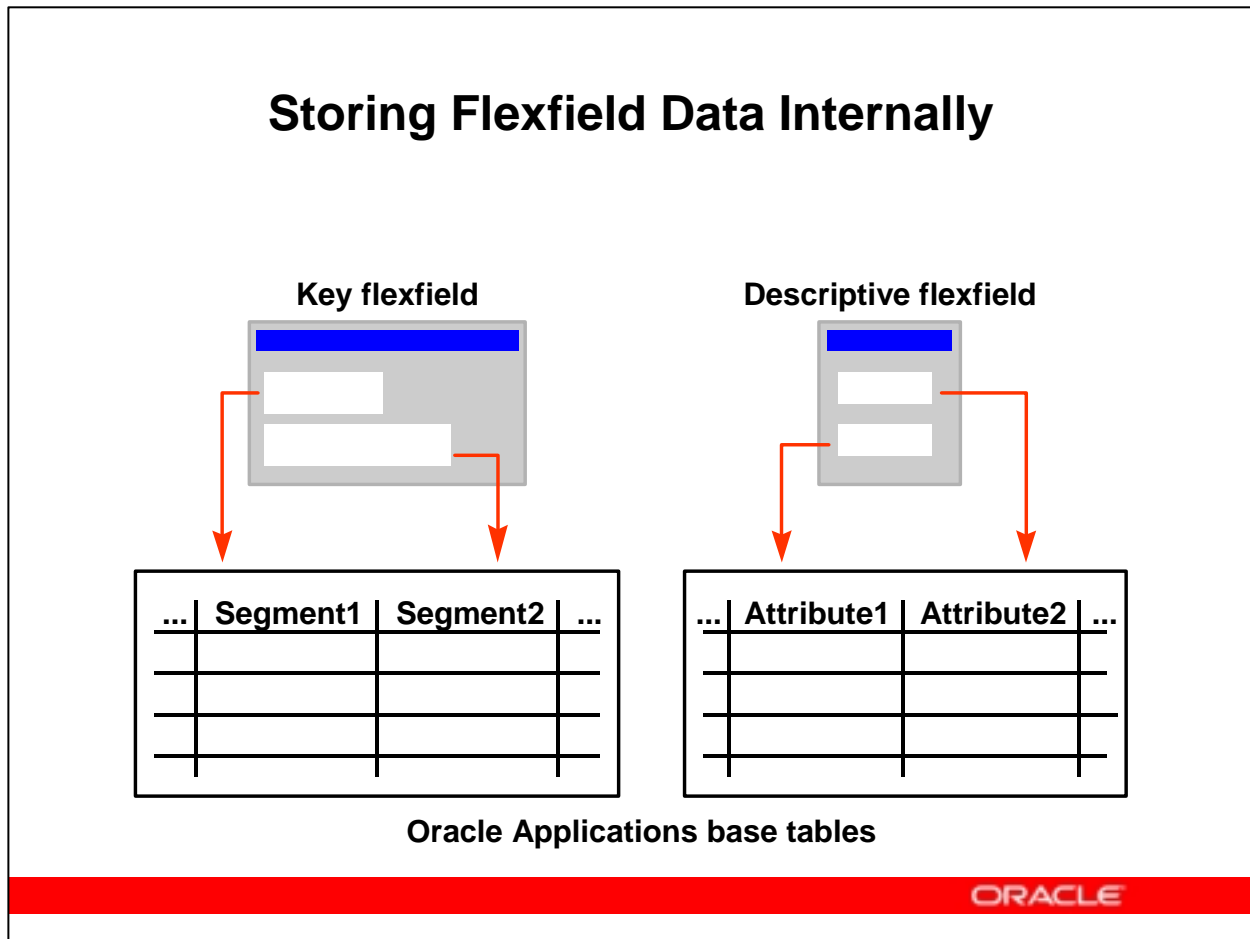 Storing Flexfield Data Internally
Key flexfield
Descriptive flexfield
... Segment1 Segment2 ...
... Attribute1 Attribute2 ...
Oracle Applications base tables
ORACLE